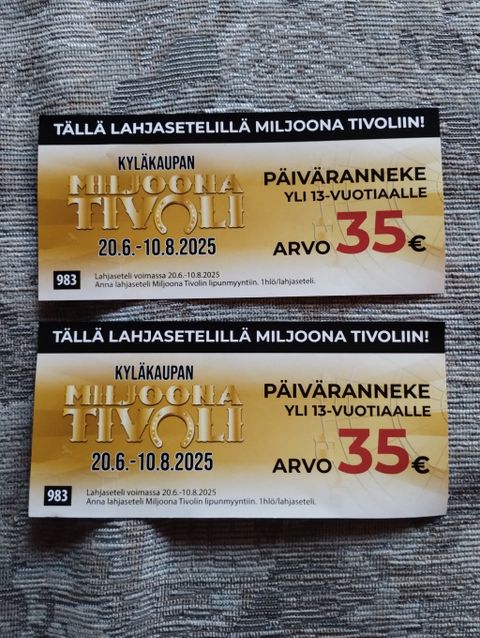 TÄLLÄ LAHJASETELILLÄ MILJOONA TIVOLIIN!
KYLÄKAUPAN
MILJOONA
TIVOLI
20.6.-10.8.2025
PÄIVÄRANNEKE
YLI 13-VUOTIAALLE
ARVO 35€
983
Lahjaseteli voimassa 20.6.-10.8.2025
Anna lahjaseteli Miljoona Tivolin lipunmyyntiin. 1hlö/lahjaseteli.
TÄLLÄ LAHJASETELILLÄ MILJOONA TIVOLIIN!
KYLÄKAUPAN
MILJOONA
TIVOLI
20.6.-10.8.2025
PÄIVÄRANNEKE
YLI 13-VUOTIAALLE
ARVO 35€
983
Lahjaseteli voimassa 20.6.-10.8.2025
Anna lahjaseteli Miljoona Tivolin lipunmyyntiin. 1hlö/lahjaseteli.